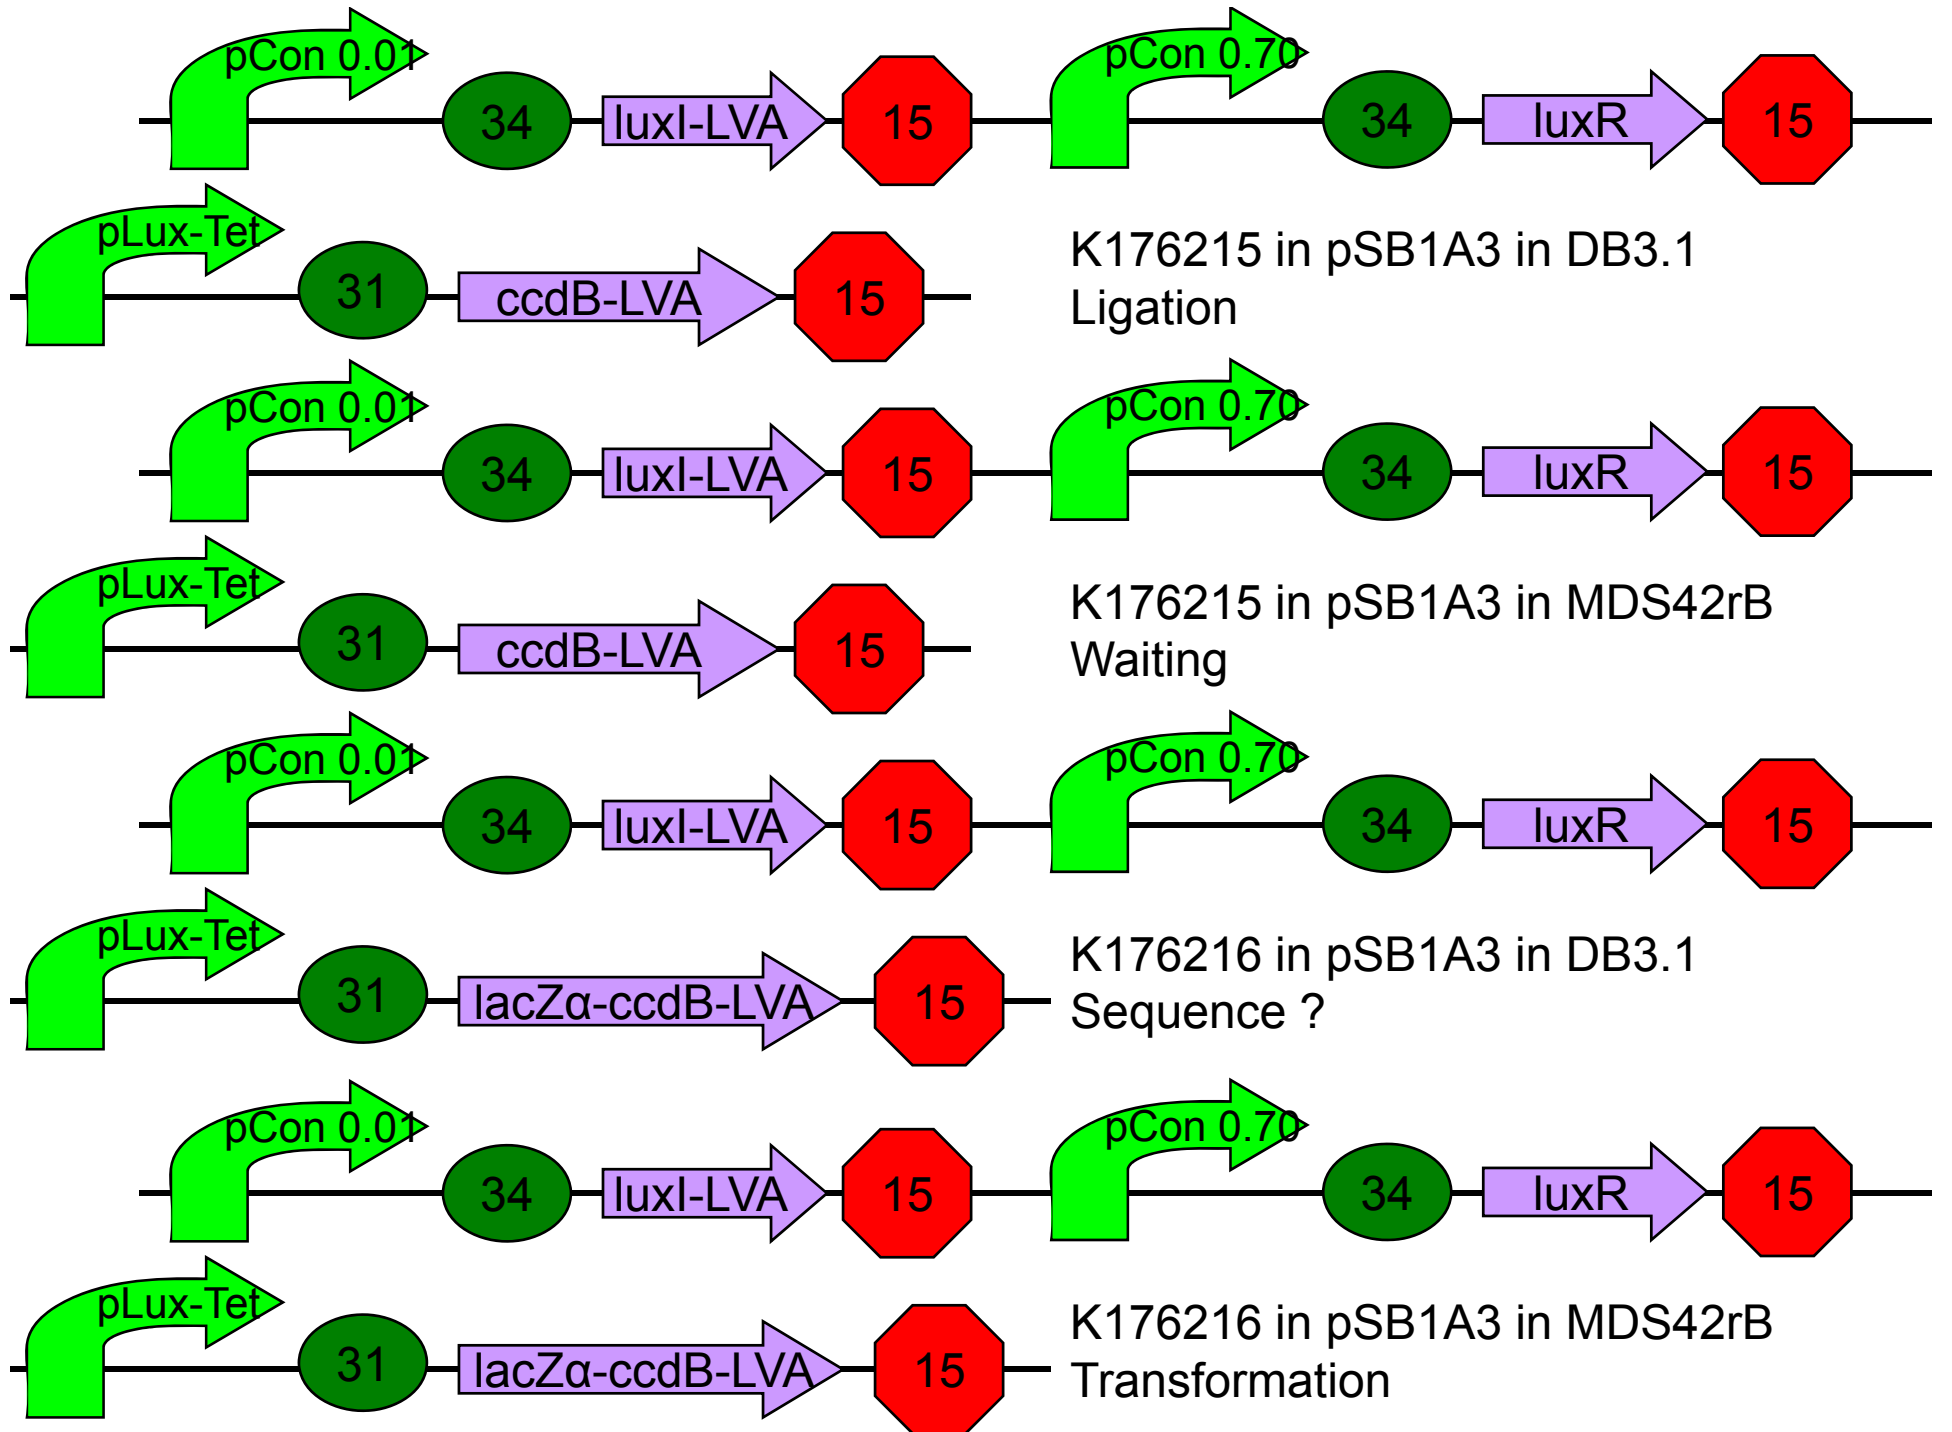 pCon 0.01 pCon 0.70
34 luxI-LVA 15 34 luxR 15
pLux-Tet
31 ccdB-LVA 15
K176215 in pSB1A3 in DB3.1
Ligation
pCon 0.01 pCon 0.70
34 luxI-LVA 15 34 luxR 15
pLux-Tet
31 ccdB-LVA 15
K176215 in pSB1A3 in MDS42rB
Waiting
pCon 0.01 pCon 0.70
34 luxI-LVA 15 34 luxR 15
pLux-Tet
31 lacZα-ccdB-LVA 15
K176216 in pSB1A3 in DB3.1
Sequence ?
pCon 0.01 pCon 0.70
34 luxI-LVA 15 34 luxR 15
pLux-Tet
31 lacZα-ccdB-LVA 15
K176216 in pSB1A3 in MDS42rB
Transformation